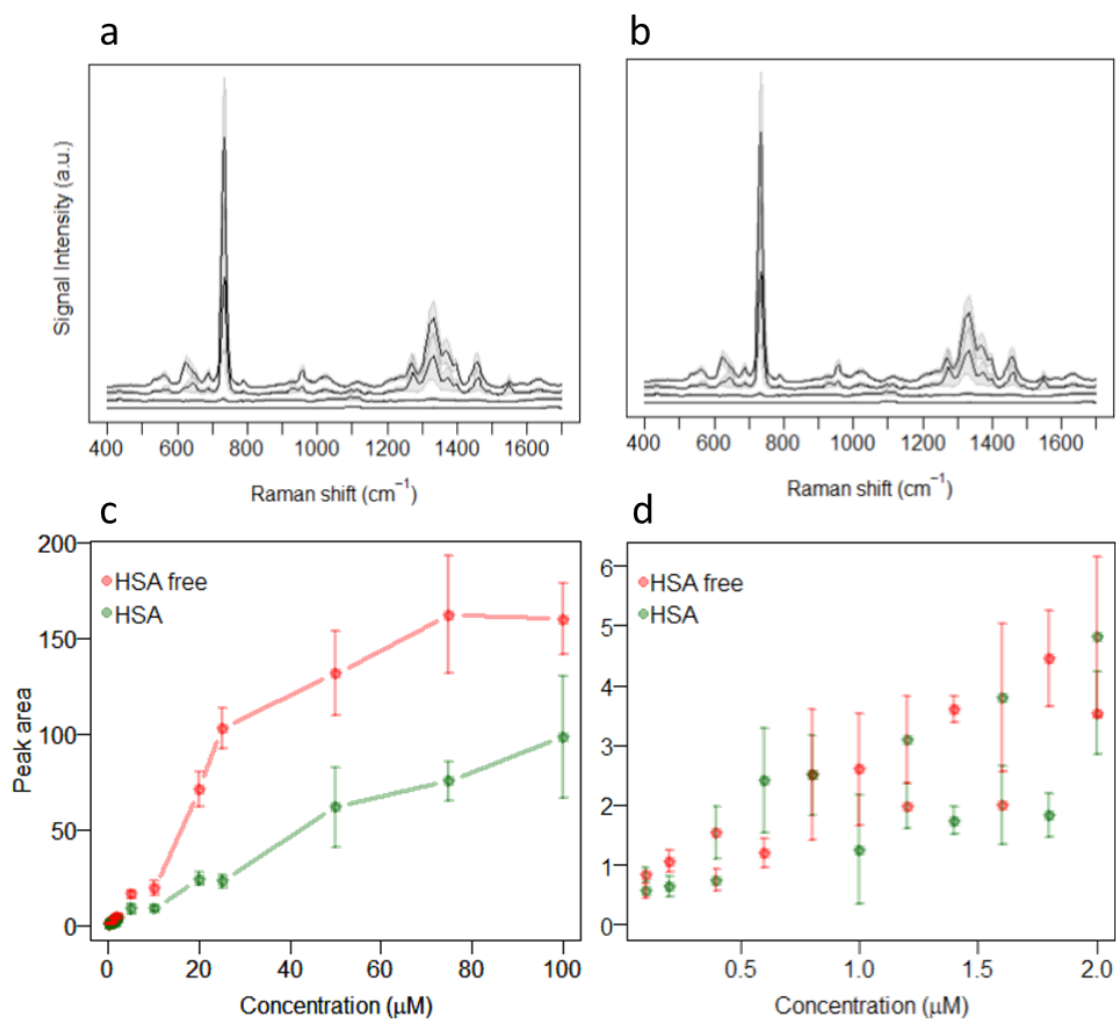 a
b
Signal Intensity (a.u.)
400 600 800 1000 1200 1400 1600
400 600 800 1000 1200 1400 1600
Raman shift (cm⁻¹)
Raman shift (cm⁻¹)
c
d
Peak area
200
150
100
50
0
HSA free
HSA
0 20 40 60 80 100
Concentration (μM)
6
5
4
3
2
1
0
HSA free
HSA
0.5 1.0 1.5 2.0
Concentration (μM)